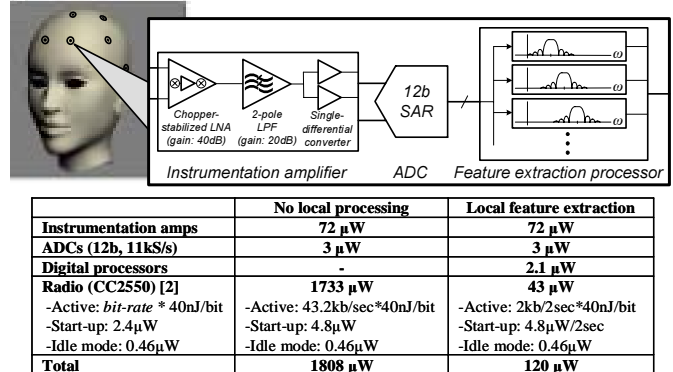 Chopper-
stabilized LNA
(gain: 40dB)
2-pole
LPF
(gain: 20dB)
Single-
differential
converter
12b
SAR
ω
ω
ω
Instrumentation amplifier ADC Feature extraction processor
No local processing Local feature extraction
Instrumentation amps 72 µW 72 µW
ADCs (12b, 11kS/s) 3 µW 3 µW
Digital processors - 2.1 µW
Radio (CC2550) [2] 1733 µW 43 µW
-Active: bit-rate * 40nJ/bit -Active: 43.2kb/sec*40nJ/bit -Active: 2kb/2sec*40nJ/bit
-Start-up: 2.4µW -Start-up: 4.8µW -Start-up: 4.8µW/2sec
-Idle mode: 0.46µW -Idle mode: 0.46µW -Idle mode: 0.46µW
Total 1808 µW 120 µW